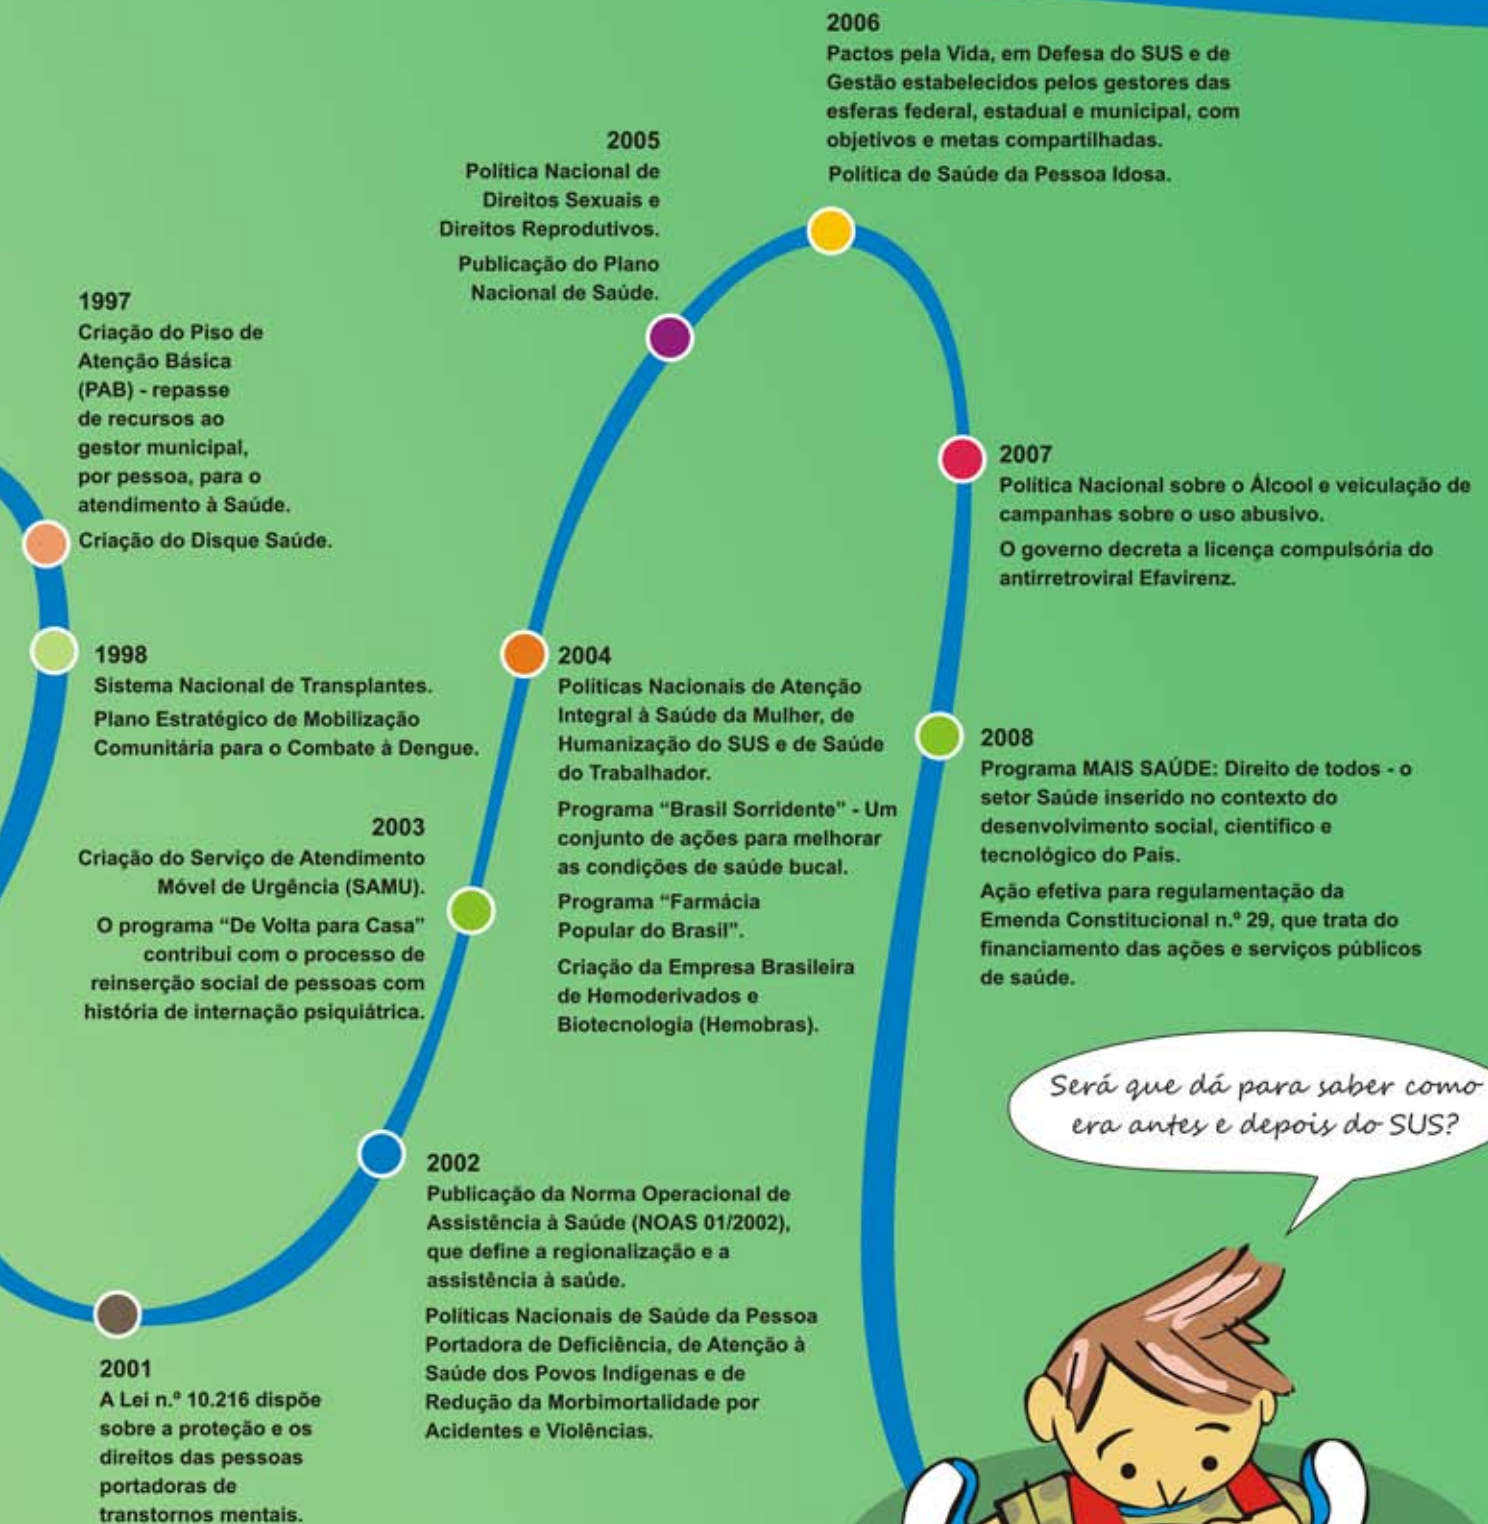 1997
Criação do Piso de
Atenção Básica
(PAB) - repasse
de recursos ao
gestor municipal,
por pessoa, para o
atendimento à Saúde.
Criação do Disque Saúde.
1998
Sistema Nacional de Transplantes.
Plano Estratégico de Mobilização
Comunitária para o Combate à Dengue.
2001
A Lei n.º 10.216 dispõe
sobre a proteção e os
direitos das pessoas
portadoras de
transtornos mentais.
2002
Publicação da Norma Operacional de
Assistência à Saúde (NOAS 01/2002),
que define a regionalização e a
assistência à saúde.
Políticas Nacionais de Saúde da Pessoa
Portadora de Deficiência, de Atenção à
Saúde dos Povos Indígenas e de
Redução da Morbimortalidade por
Acidentes e Violências.
2003
Criação do Serviço de Atendimento
Móvel de Urgência (SAMU).
O programa “De Volta para Casa”
contribui com o processo de
reinserção social de pessoas com
história de internação psiquiátrica.
2004
Políticas Nacionais de Atenção
Integral à Saúde da Mulher, de
Humanização do SUS e de Saúde
do Trabalhador.
Programa “Brasil Sorridente” - Um
conjunto de ações para melhorar
as condições de saúde bucal.
Programa “Farmácia
Popular do Brasil”.
Criação da Empresa Brasileira
de Hemoderivados e
Biotecnologia (Hemobras).
2005
Política Nacional de
Direitos Sexuais e
Direitos Reprodutivos.
Publicação do Plano
Nacional de Saúde.
2006
Pactos pela Vida, em Defesa do SUS e de
Gestão estabelecidos pelos gestores das
esferas federal, estadual e municipal, com
objetivos e metas compartilhadas.
Política de Saúde da Pessoa Idosa.
2007
Política Nacional sobre o Álcool e veiculação de
campanhas sobre o uso abusivo.
O governo decreta a licença compulsória do
antirretroviral Efavirenz.
2008
Programa MAIS SAÚDE: Direito de todos - o
setor Saúde inserido no contexto do
desenvolvimento social, científico e
tecnológico do País.
Ação efetiva para regulamentação da
Emenda Constitucional n.º 29, que trata do
financiamento das ações e serviços públicos
de saúde.
Será que dá para saber como
era antes e depois do SUS?